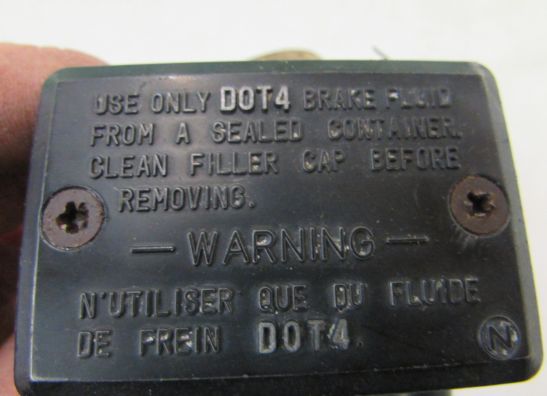 USE ONLY DOT4 BRAKE FLUID
FROM A SEALED CONTAINER.
CLEAN FILLER CAP BEFORE
REMOVING.
— WARNING —
N'UTILISER QUE DU FLUIDE
DE FREIN DOT4.
N